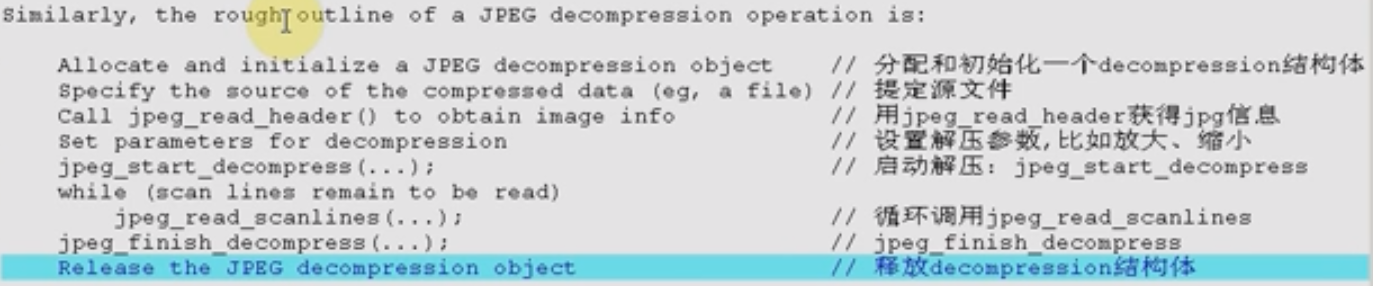 Similarly, the rough outline of a JPEG decompression operation is:
Allocate and initialize a JPEG decompression object // 分配和初始化一个decompression结构体
Specify the source of the compressed data (eg, a file) // 提定源文件
Call jpeg_read_header() to obtain image info // 用jpeg_read_header获得jpg信息
Set parameters for decompression // 设置解压参数,比如放大、缩小
jpeg_start_decompress(...); // 启动解压: jpeg_start_decompress
while (scan lines remain to be read)
jpeg_read_scanlines(...); // 循环调用jpeg_read_scanlines
jpeg_finish_decompress(...); // jpeg_finish_decompress
Release the JPEG decompression object // 释放decompression结构体